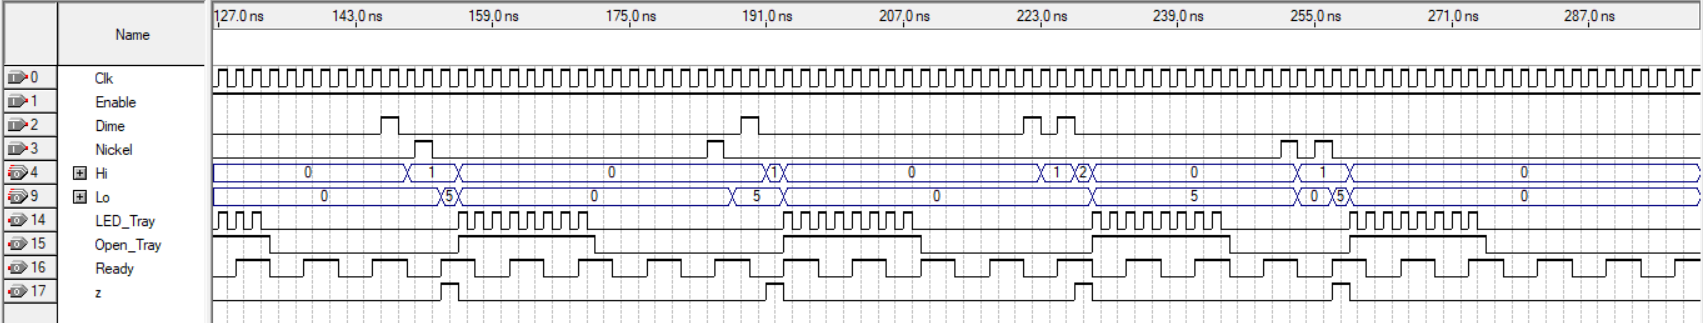 127.0 ns 143.0 ns 159.0 ns 175.0 ns 191.0 ns 207.0 ns 223.0 ns 239.0 ns 255.0 ns 271.0 ns 287.0 ns
Name
0 Clk
1 Enable
2 Dime
3 Nickel
4 Hi 0 1 0 1 0 1 2 0 1 0
9 Lo 0 5 0 5 0 5 0 5 0
14 LED_Tray
15 Open_Tray
16 Ready
17 z